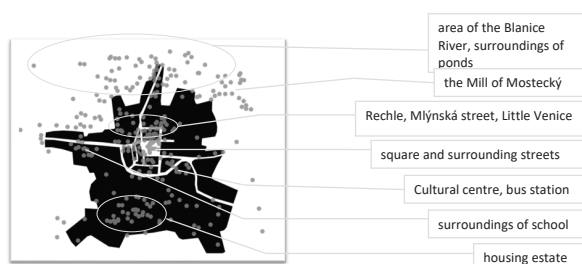 area of the Blanice
River, surroundings of
ponds
the Mill of Mostecký
Rechle, Mlýnská street, Little Venice
square and surrounding streets
Cultural centre, bus station
surroundings of school
housing estate